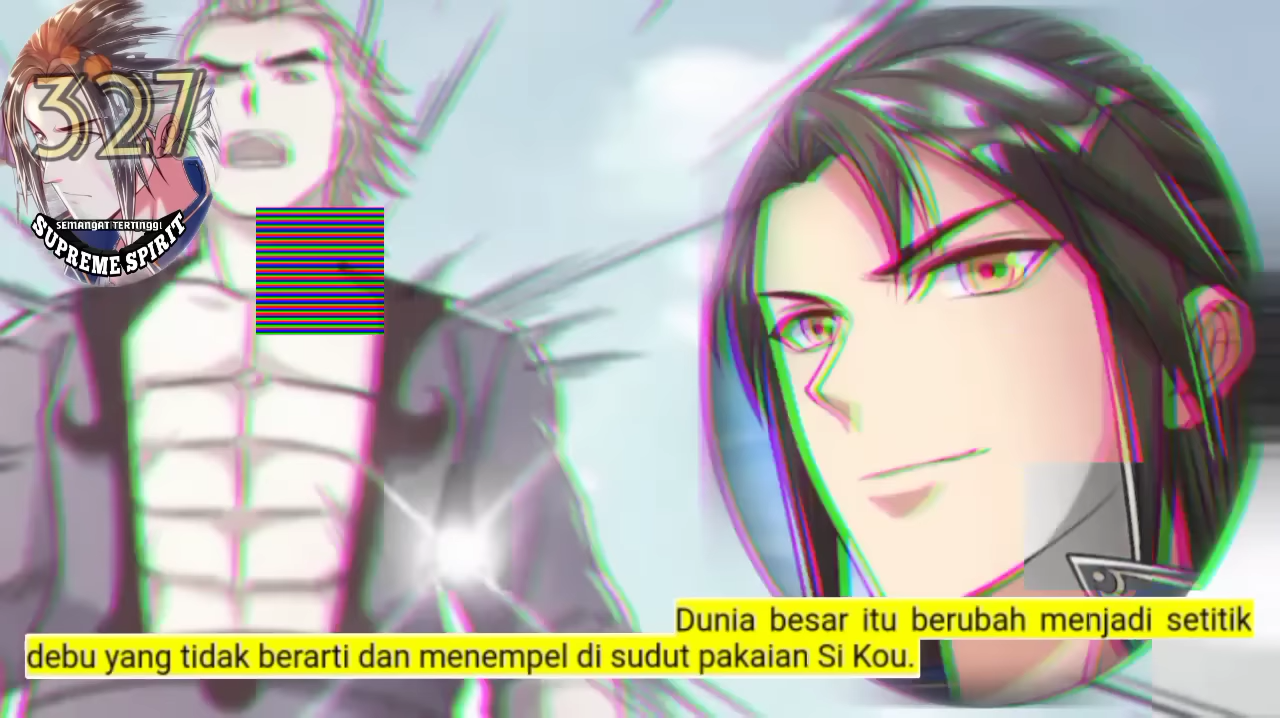 327
SEMANGAT TERTINGGI
SUPREME SPIRIT
Dunia besar itu berubah menjadi setitik
debu yang tidak berarti dan menempel di sudut pakaian Si Kou.